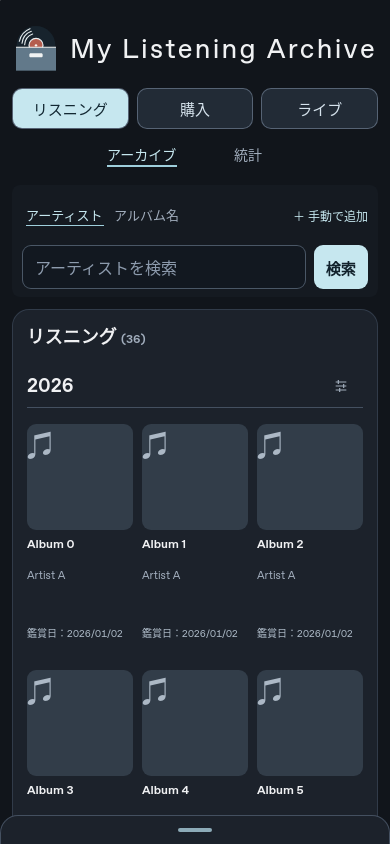 My Listening Archive
リスニング 購入 ライブ
アーカイブ 統計
アーティスト アルバム名 ＋ 手動で追加
アーティストを検索 検索
リスニング (36)
2026
Album 0 Album 1 Album 2
Artist A Artist A Artist A
鑑賞日：2026/01/02 鑑賞日：2026/01/02 鑑賞日：2026/01/02
Album 3 Album 4 Album 5